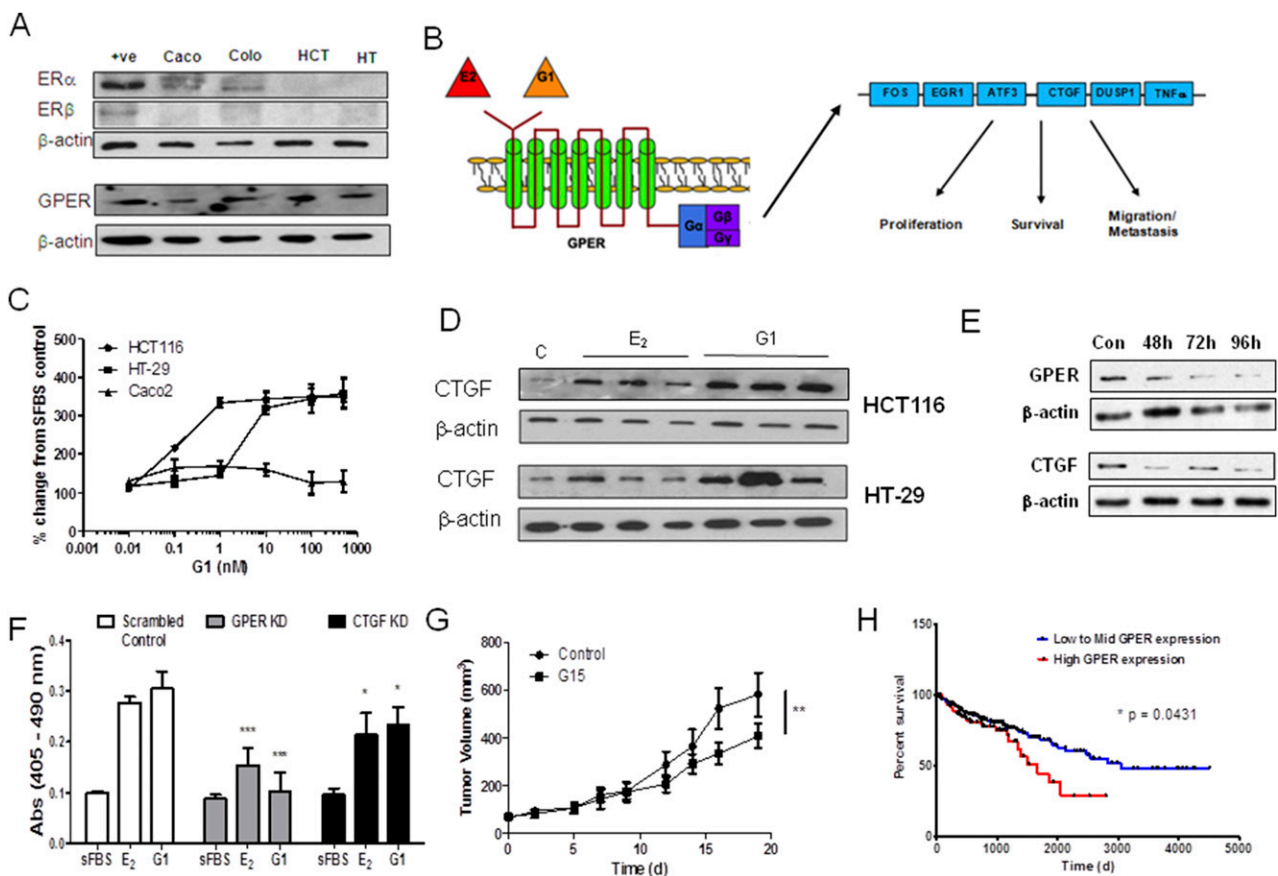 A
+ve Caco Colo HCT HT
ERα
ERβ
β-actin
GPER
β-actin
B
E2 G1
GPER
Gα Gβ Gγ
FOS EGR1 ATF3 CTGF DUSP1 TNFα
Proliferation Survival Migration/
Metastasis
C
% change from SFBS control
500
400
300
200
100
0
HCT116
HT-29
Caco2
0.001 0.01 0.1 1 10 100 1000
G1 (nM)
D
C E₂ G1
CTGF
β-actin
HCT116
CTGF
β-actin
HT-29
E
Con 48h 72h 96h
GPER
β-actin
CTGF
β-actin
F
Scrambled Control
GPER KD
CTGF KD
Abs (405 - 490 nm)
0.4
0.3
0.2
0.1
0.0
*** *** * *
sFBS E₂ G1 sFBS E₂ G1 sFBS E₂ G1
G
Tumor Volume (mm³)
800
600
400
200
0
Control
G15
**
0 5 10 15 20
Time (d)
H
Percent survival
150
100
50
0
Low to Mid GPER expression
High GPER expression
* p = 0.0431
0 1000 2000 3000 4000 5000
Time (d)